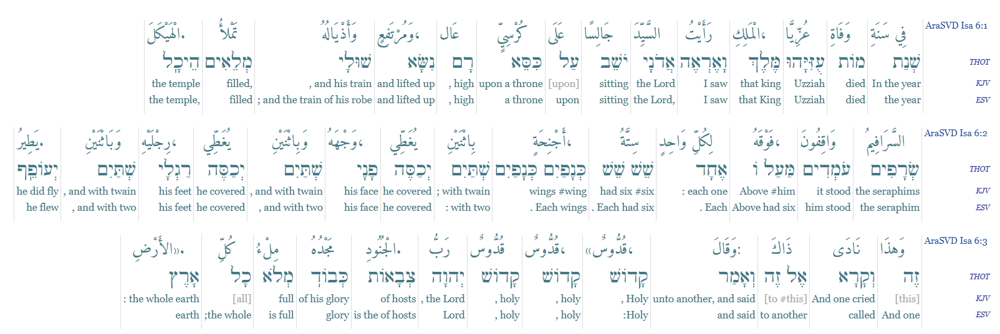 AraSVD Isa 6:1 فِي سَنَةِ وَفَاةِ عُزِّيَّا الْمَلِكِ، رَأَيْتُ السَّيِّدَ جَالِسًا عَلَى كُرْسِيٍّ عَال وَمُرْتَفِعٍ، وَأَذْيَالُهُ تَمْلأُ الْهَيْكَلَ.
THOT שְׁנַת מוֹת עֻזִּיָּהוּ מֶּלֶךְ וָאֶרְאֶה אֲדֹנָי יֹשֵׁב עַל כִּסֵּא רָם נִשָּׂא שׁוּלָי מְלֵאִים הֵיכָל
KJV In the year died Uzziah that king I saw the Lord sitting [upon] upon a throne , high and lifted up , and his train filled, the temple
ESV the year died Uzziah that King I saw the Lord, sitting upon a throne , high and lifted up ; and the train of his robe filled the temple,
AraSVD Isa 6:2 السَّرَافِيمُ وَاقِفُونَ فَوْقَهُ، لِكُلِّ وَاحِدٍ سِتَّةُ أَجْنِحَةٍ، بِاثْنَيْنِ يُغَطِّي وَجْهَهُ، وَبِاثْنَيْنِ يُغَطِّي رِجْلَيْهِ، وَبَاثْنَيْنِ يَطِيرُ.
THOT שְׂרָפִים עֹמְדִים מַּעַל וֹ אֶחָד שֵׁשׁ שֵׁשׁ כְּנָפַיִם כְּנָפַיִם שְׁתַּיִם יְכַסֶּה פָנָי שְׁתַּיִם יְכַסֶּה רַגְלָי שְׁתַּיִם יְעוֹפֵף
KJV the seraphims it stood Above #him : each one had six #six wings #wing ; with twain he covered his face , and with twain he covered his feet , and with twain he did fly
ESV the seraphim him stood Above had six . Each . Each had six . Each wings : with two he covered his face , and with two he covered his feet , and with two he flew
AraSVD Isa 6:3 وَهذَا نَادَى ذَاكَ وَقَالَ: «قُدُّوسٌ، قُدُّوسٌ، قُدُّوسٌ رَبُّ الْجُنُودِ. مَجْدُهُ مِلْءُ كُلِّ الأَرْضِ».
THOT זֶה וְקָרָא אֶל זֶה וְאָמַר קָדוֹשׁ קָדוֹשׁ קָדוֹשׁ יְהוָה צְבָאוֹת כְּבוֹדֽ מְלֹא כָל אָרֶץ
KJV [this] And one cried [to #this] unto another, and said , Holy , holy , holy , the Lord of hosts of his glory full [all] : the whole earth
ESV And one called to another and said :Holy , holy , holy Lord is the of hosts glory is full ;the whole earth